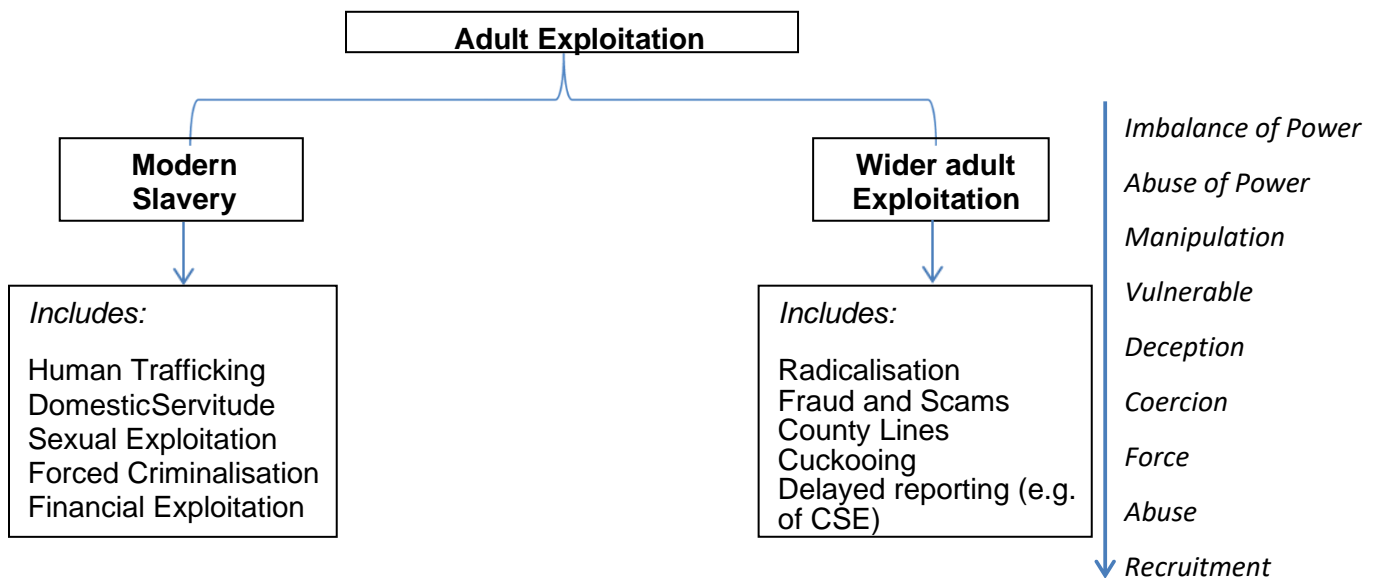 Adult Exploitation
Modern
Slavery
Wider adult
Exploitation
Includes:
Human Trafficking
DomesticServitude
Sexual Exploitation
Forced Criminalisation
Financial Exploitation
Includes:
Radicalisation
Fraud and Scams
County Lines
Cuckooing
Delayed reporting (e.g.
of CSE)
Imbalance of Power
Abuse of Power
Manipulation
Vulnerable
Deception
Coercion
Force
Abuse
Recruitment